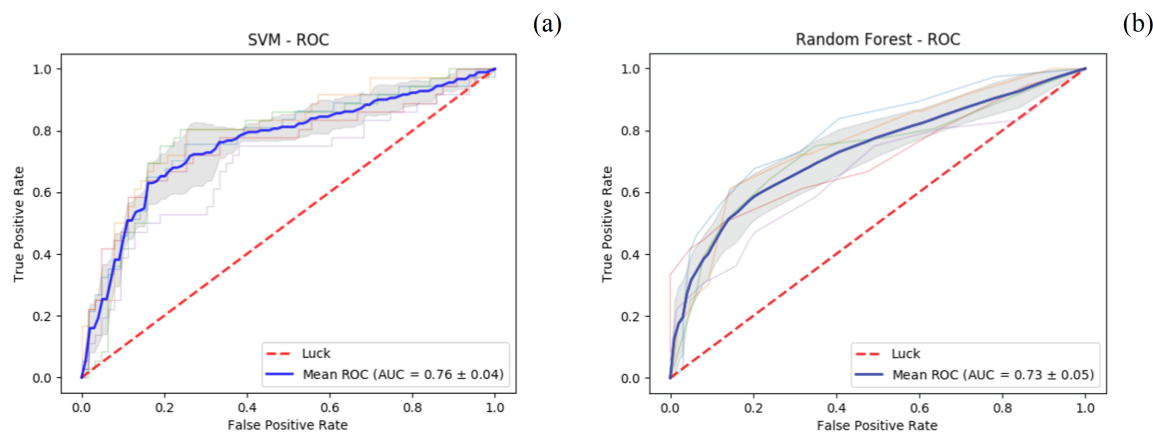 (a)
SVM - ROC
1.0
0.8
0.6
0.4
0.2
0.0
True Positive Rate
0.0 0.2 0.4 0.6 0.8 1.0
False Positive Rate
Luck
Mean ROC (AUC = 0.76 ± 0.04)
(b)
Random Forest - ROC
1.0
0.8
0.6
0.4
0.2
0.0
True Positive Rate
0.0 0.2 0.4 0.6 0.8 1.0
False Positive Rate
Luck
Mean ROC (AUC = 0.73 ± 0.05)